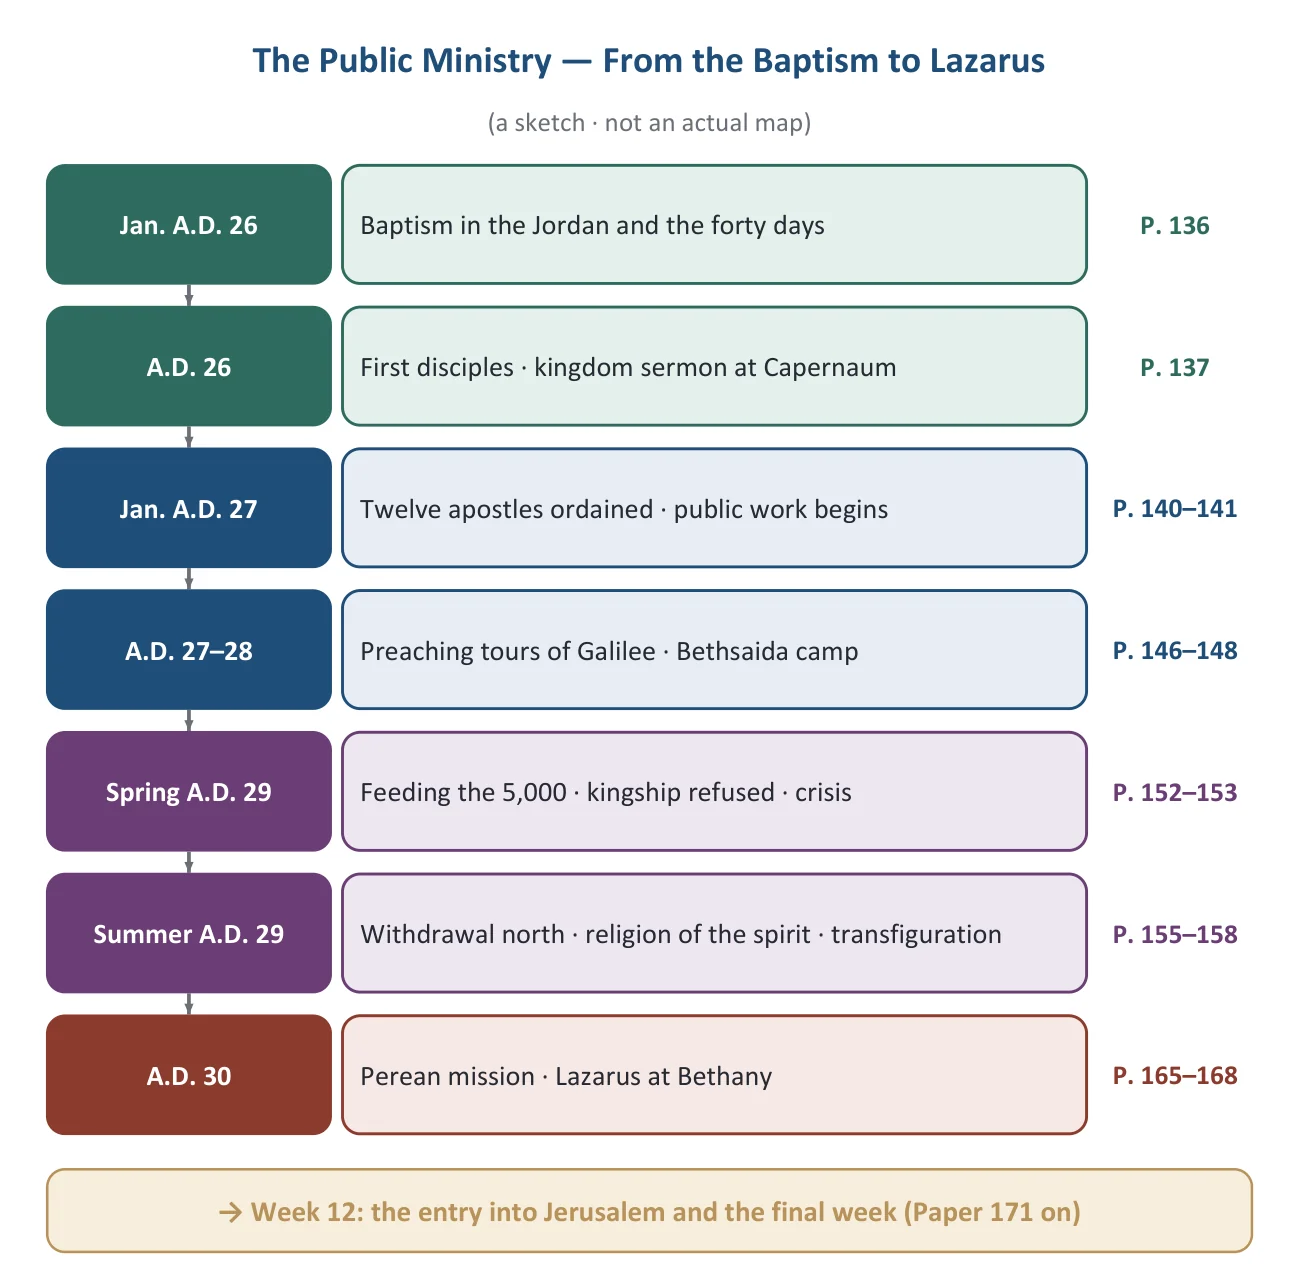 The Public Ministry — From the Baptism to Lazarus
(a sketch · not an actual map)
Jan. A.D. 26
Baptism in the Jordan and the forty days
P. 136
A.D. 26
First disciples · kingdom sermon at Capernaum
P. 137
Jan. A.D. 27
Twelve apostles ordained · public work begins
P. 140–141
A.D. 27–28
Preaching tours of Galilee · Bethsaida camp
P. 146–148
Spring A.D. 29
Feeding the 5,000 · kingship refused · crisis
P. 152–153
Summer A.D. 29
Withdrawal north · religion of the spirit · transfiguration
P. 155–158
A.D. 30
Perean mission · Lazarus at Bethany
P. 165–168
→ Week 12: the entry into Jerusalem and the final week (Paper 171 on)